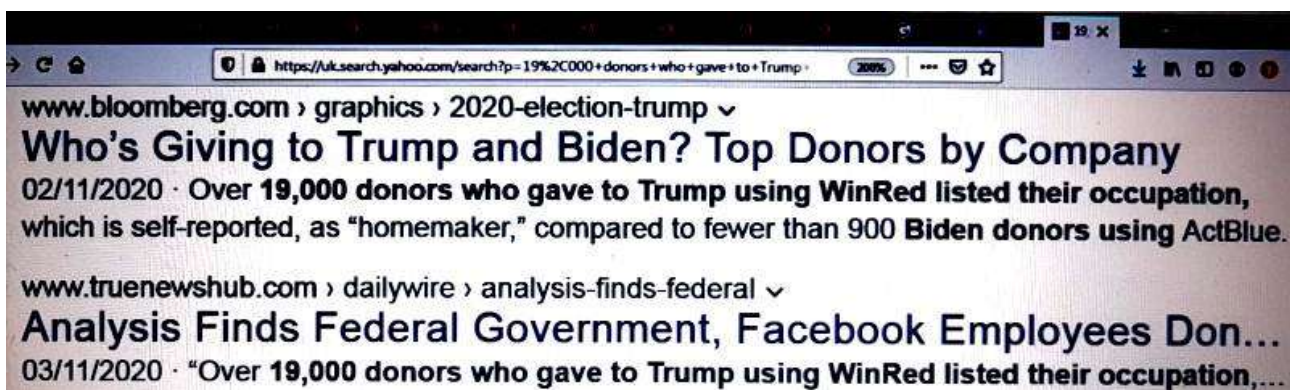 19
https://uk.search.yahoo.com/search?p=19%2C000+donors+who+gave+to+Trump+
200%
www.bloomberg.com › graphics › 2020-election-trump
Who's Giving to Trump and Biden? Top Donors by Company
02/11/2020 · Over 19,000 donors who gave to Trump using WinRed listed their occupation,
which is self-reported, as “homemaker,” compared to fewer than 900 Biden donors using ActBlue.
www.truenewshub.com › dailywire › analysis-finds-federal
Analysis Finds Federal Government, Facebook Employees Don...
03/11/2020 · “Over 19,000 donors who gave to Trump using WinRed listed their occupation,...